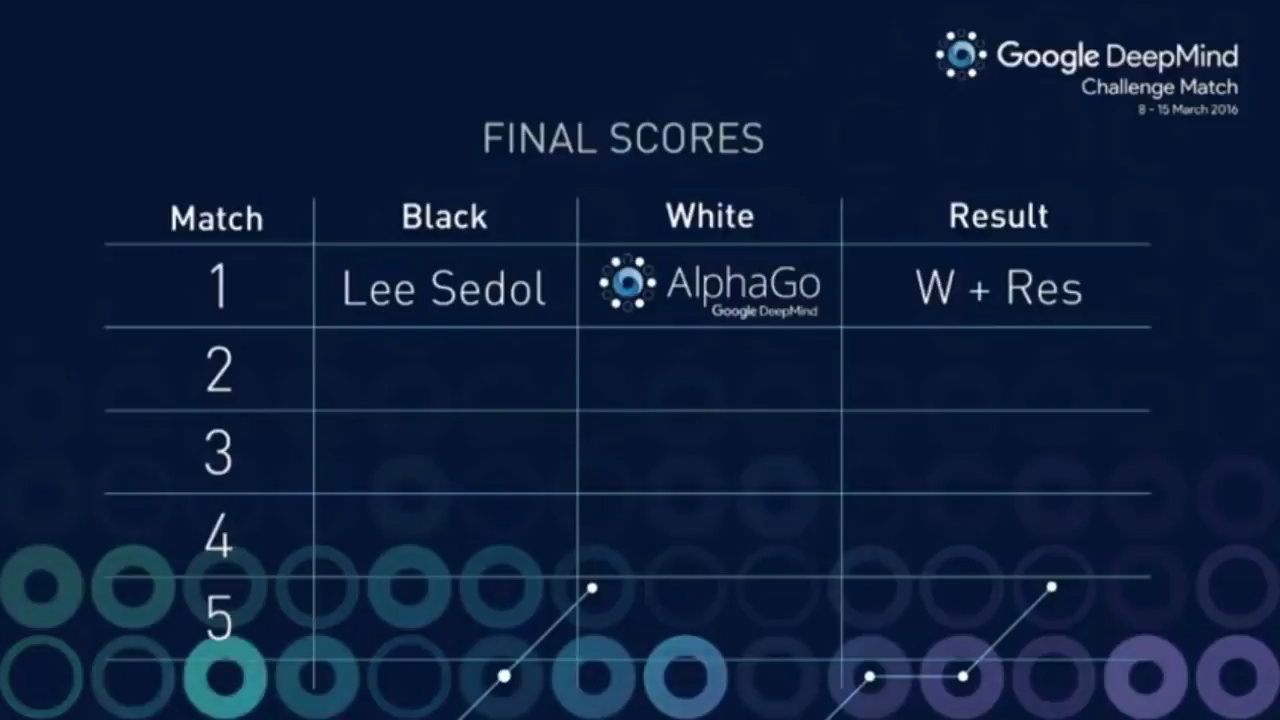 Google DeepMind
Challenge Match
8 - 15 March 2016
FINAL SCORES
Match Black White Result
1 Lee Sedol AlphaGo W + Res
Google DeepMind
2
3
4
5